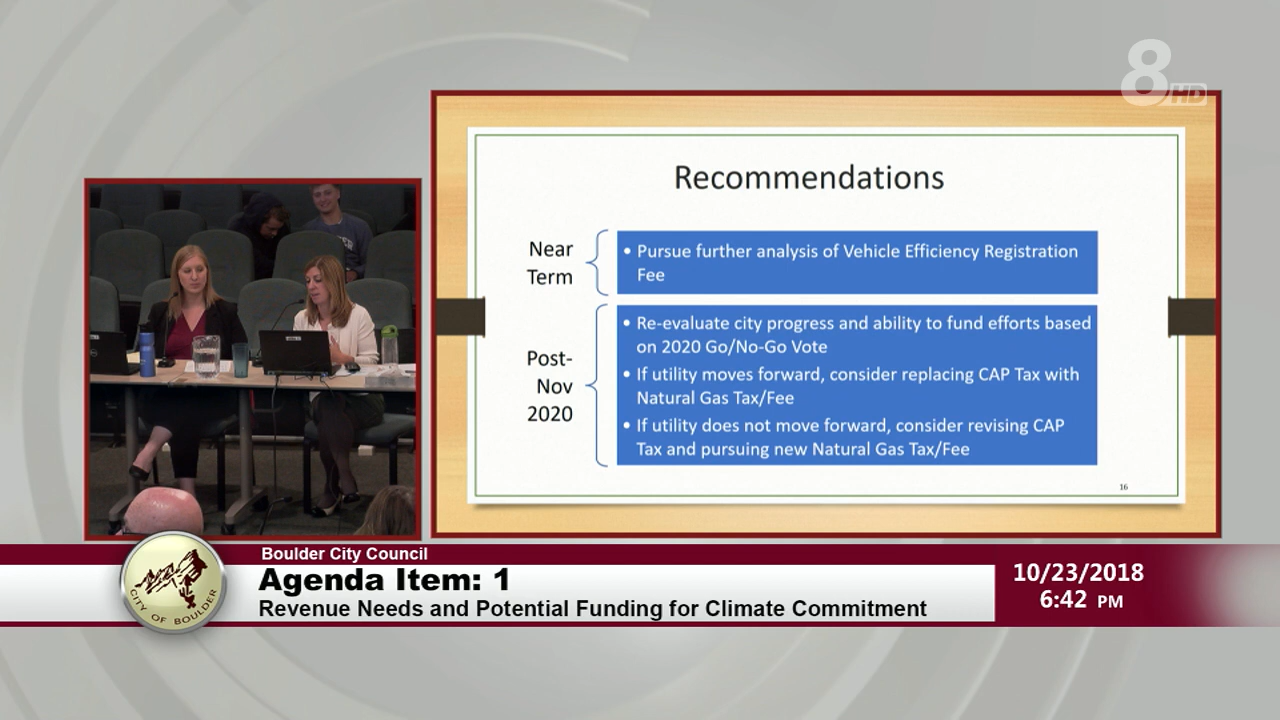 8
HD
Recommendations
Near
Term
• Pursue further analysis of Vehicle Efficiency Registration
Fee
Post-
Nov
2020
• Re-evaluate city progress and ability to fund efforts based
on 2020 Go/No-Go Vote
• If utility moves forward, consider replacing CAP Tax with
Natural Gas Tax/Fee
• If utility does not move forward, consider revising CAP
Tax and pursuing new Natural Gas Tax/Fee
16
CITY OF BOULDER
Boulder City Council
Agenda Item: 1
Revenue Needs and Potential Funding for Climate Commitment
10/23/2018
6:42 PM